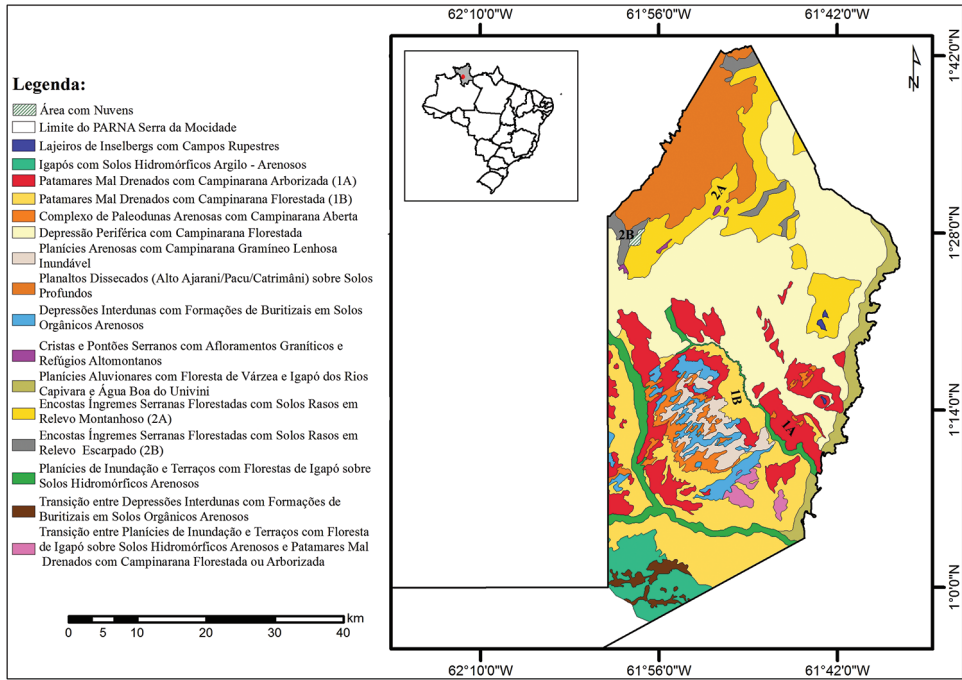 62°10'0"W 61°56'0"W 61°42'0"W
Legenda:
Área com Nuvens
Limite do PARNA Serra da Mocidade
Lajeiros de Inselbergs com Campos Rupestres
Igapós com Solos Hidromórficos Argilo - Arenosos
Patamares Mal Drenados com Campinarana Arborizada (1A)
Patamares Mal Drenados com Campinarana Florestada (1B)
Complexo de Paleodunas Arenosas com Campinarana Aberta
Depressão Periférica com Campinarana Florestada
Planícies Arenosas com Campinarana Gramíneo Lenhosa
Inundável
Planaltos Dissecados (Alto Ajarani/Pacu/Catrimâni) sobre Solos
Profundos
Depressões Interdunas com Formações de Buritizais em Solos
Orgânicos Arenosos
Cristas e Pontões Serranos com Afloramentos Graníticos e
Refúgios Altomontanos
Planícies Aluvionares com Floresta de Várzea e Igapó dos Rios
Capivara e Água Boa do Univini
Encostas Íngremes Serranas Florestadas com Solos Rasos em
Relevo Montanhoso (2A)
Encostas Íngremes Serranas Florestadas com Solos Rasos em
Relevo Escarpado (2B)
Planícies de Inundação e Terraços com Florestas de Igapó sobre
Solos Hidromórficos Arenosos
Transição entre Depressões Interdunas com Formações de
Buritizais em Solos Orgânicos Arenosos
Transição entre Planícies de Inundação e Terraços com Floresta
de Igapó sobre Solos Hidromórficos Arenosos e Patamares Mal
Drenados com Campinarana Florestada ou Arborizada
0 5 10 20 30 40 km
N
2A
2B
1B
1A
1°42'0"N
1°28'0"N
1°14'0"N
1°0'0"N
62°10'0"W 61°56'0"W 61°42'0"W